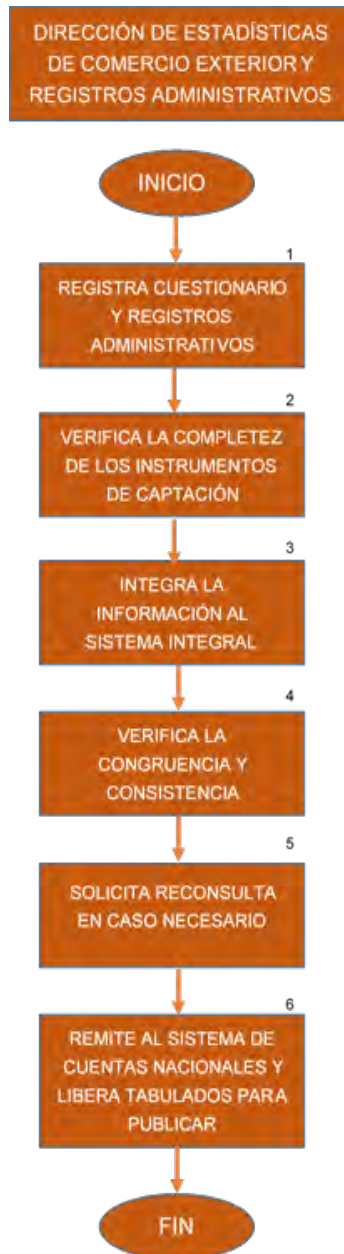 DIRECCIÓN DE ESTADÍSTICAS
DE COMERCIO EXTERIOR Y
REGISTROS ADMINISTRATIVOS
INICIO
1
REGISTRA CUESTIONARIO
Y REGISTROS
ADMINISTRATIVOS
2
VERIFICA LA COMPLETEZ
DE LOS INSTRUMENTOS
DE CAPTACIÓN
3
INTEGRA LA
INFORMACIÓN AL
SISTEMA INTEGRAL
4
VERIFICA LA
CONGRUENCIA Y
CONSISTENCIA
5
SOLICITA RECONSULTA
EN CASO NECESARIO
6
REMITE AL SISTEMA DE
CUENTAS NACIONALES Y
LIBERA TABULADOS PARA
PUBLICAR
FIN